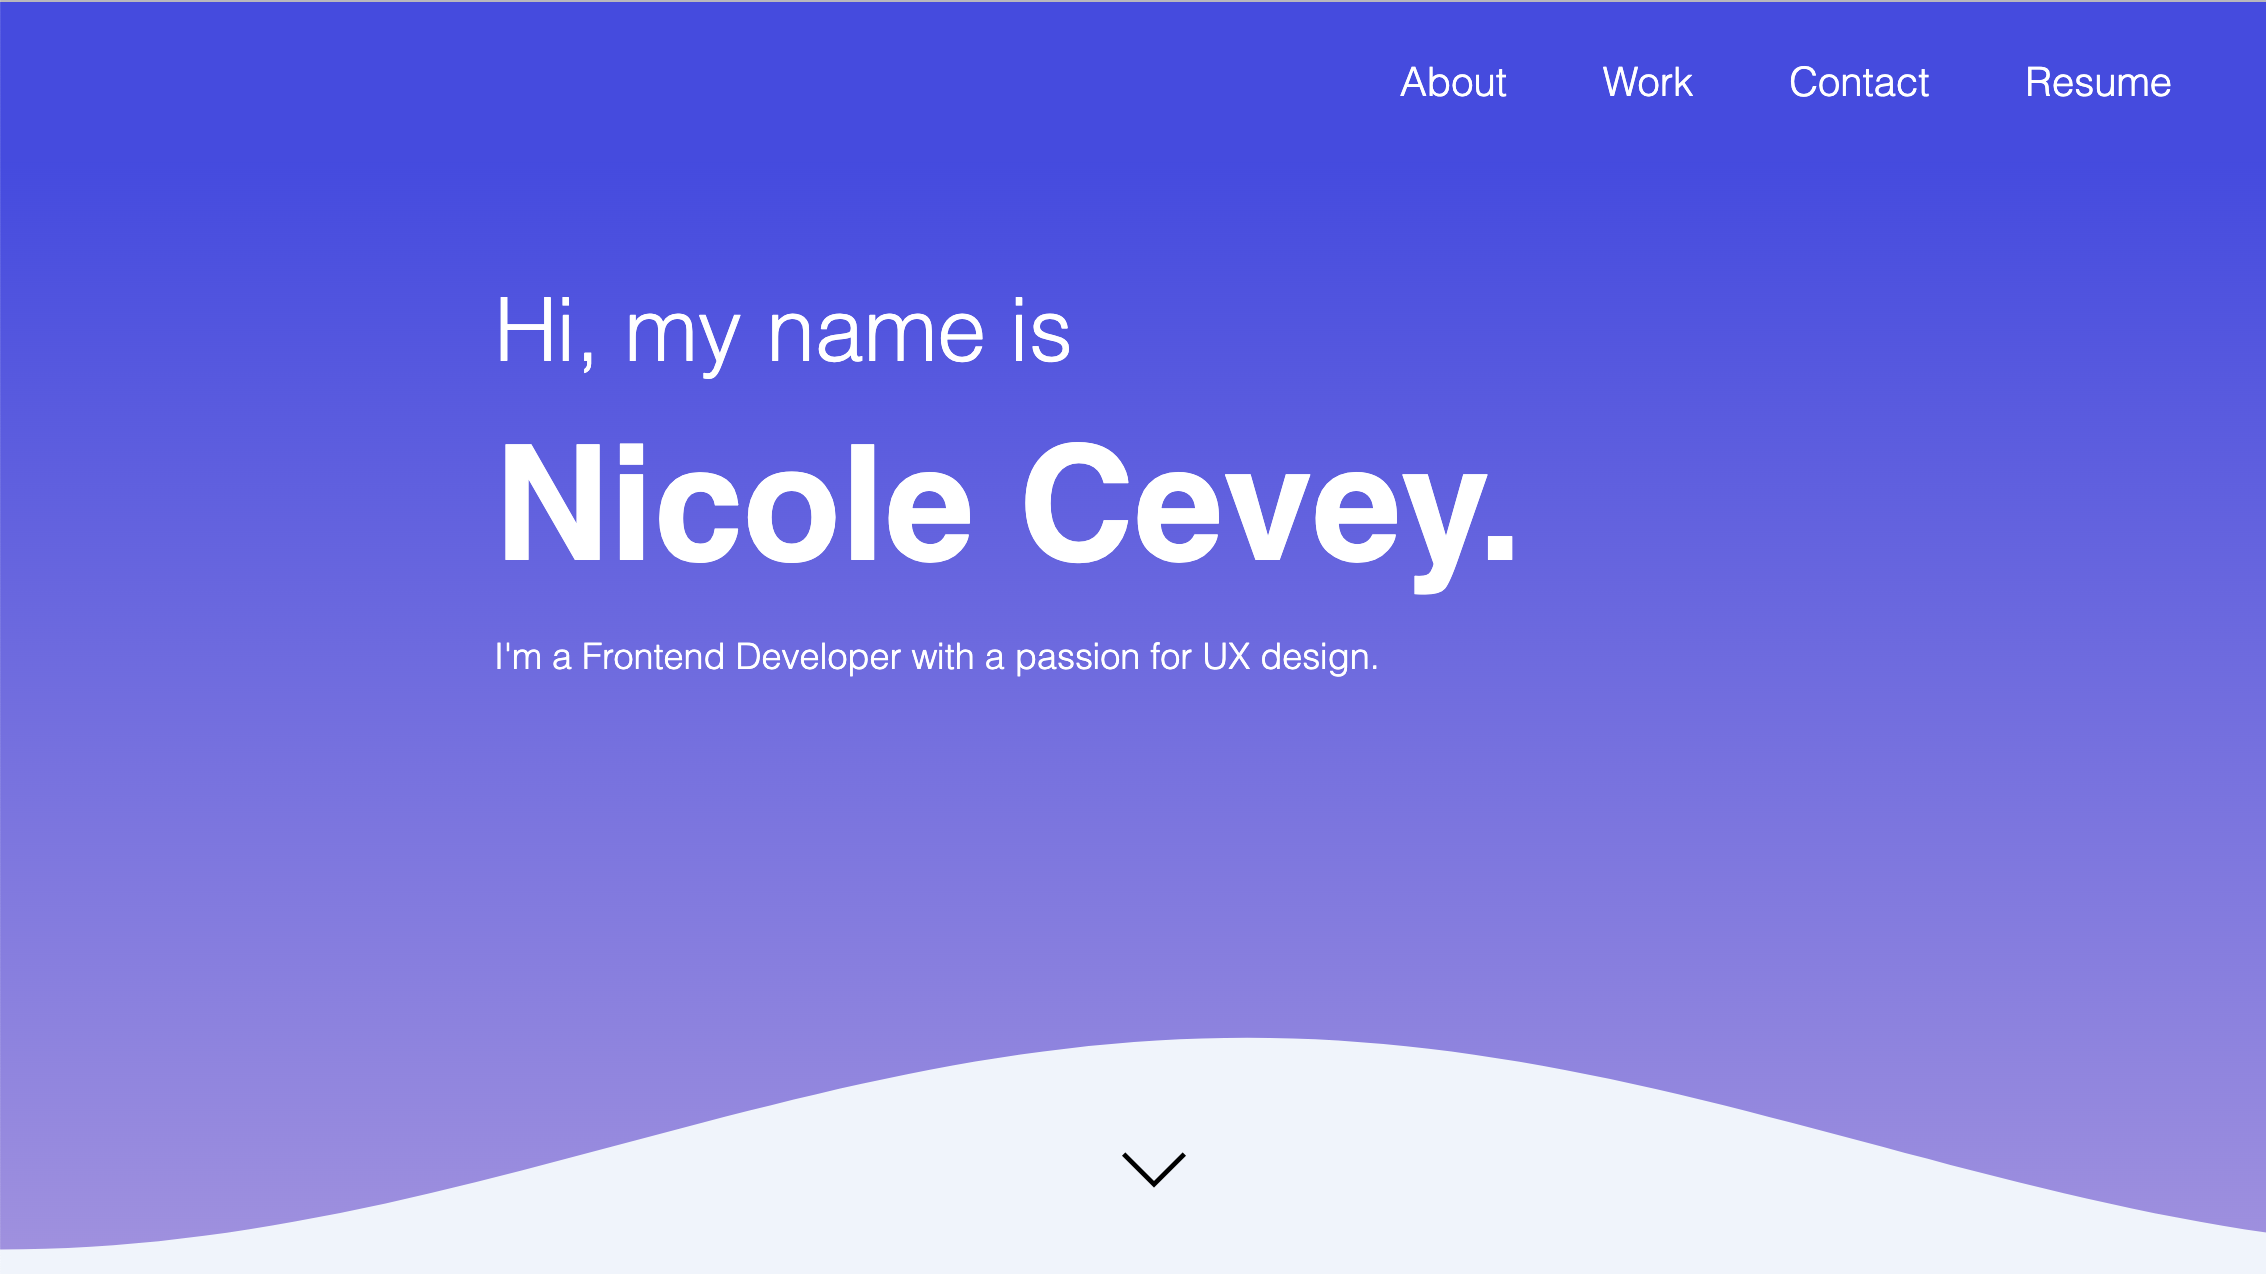 About Work Contact Resume
Hi, my name is
Nicole Cevey.
I'm a Frontend Developer with a passion for UX design.